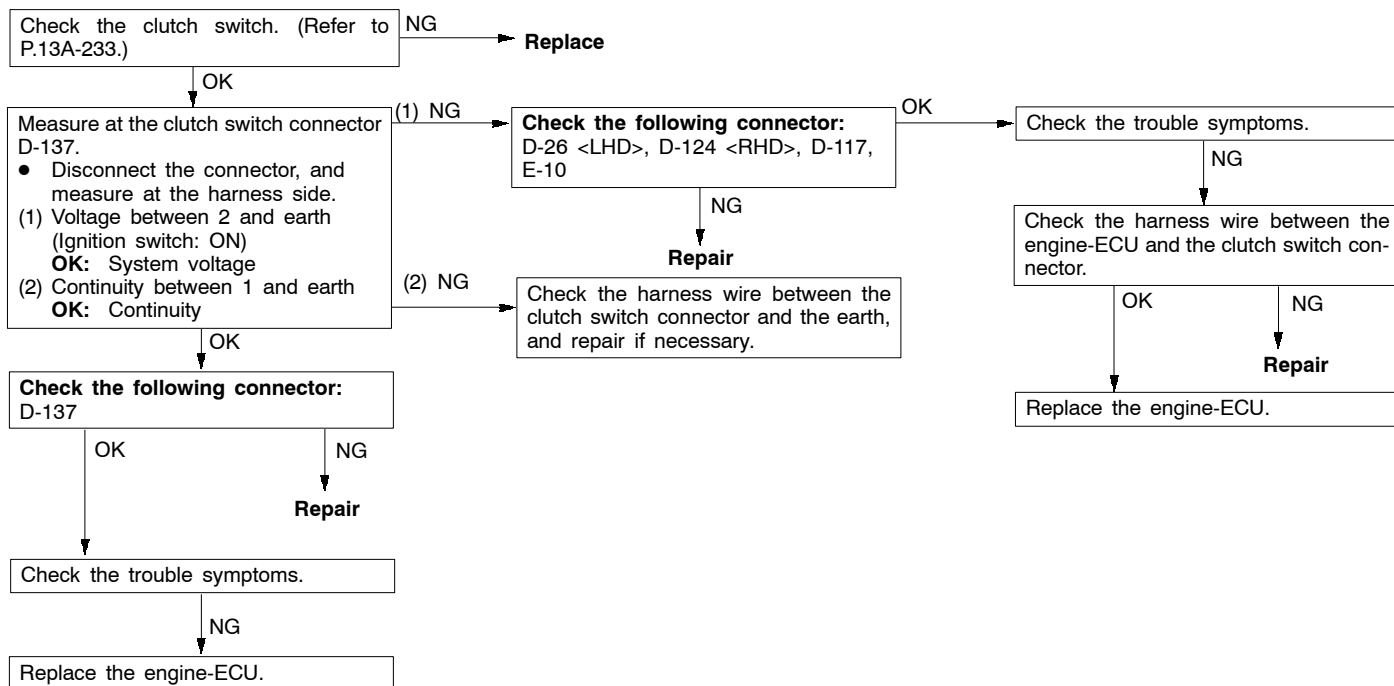 Check the clutch switch. (Refer to
P.13A-233.)
NG
Replace
OK
Measure at the clutch switch connector
D-137.
● Disconnect the connector, and
measure at the harness side.
(1) Voltage between 2 and earth
(Ignition switch: ON)
OK: System voltage
(2) Continuity between 1 and earth
OK: Continuity
(1) NG
Check the following connector:
D-26 <LHD>, D-124 <RHD>, D-117,
E-10
OK
Check the trouble symptoms.
NG
Check the harness wire between the
engine-ECU and the clutch switch con-
nector.
OK
NG
Repair
Replace the engine-ECU.
NG
Repair
(2) NG
Check the harness wire between the
clutch switch connector and the earth,
and repair if necessary.
OK
Check the following connector:
D-137
OK
NG
Repair
Check the trouble symptoms.
NG
Replace the engine-ECU.